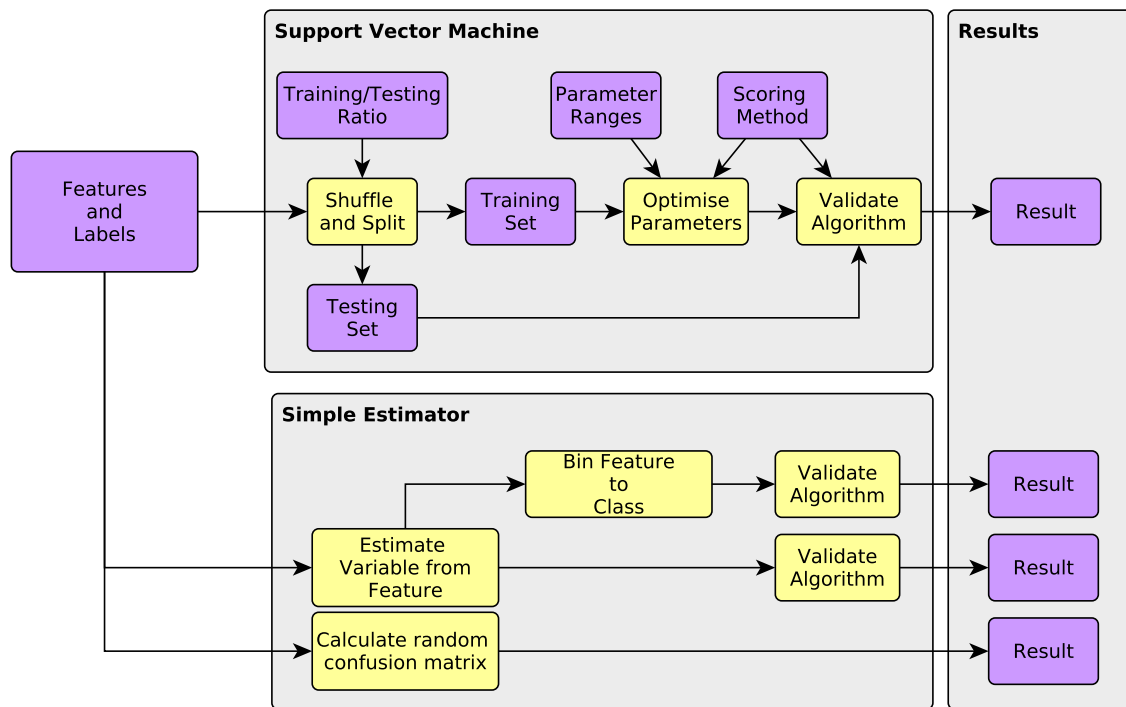 Support Vector Machine
Results
Training/Testing
Ratio
Parameter
Ranges
Scoring
Method
Features
and
Labels
Shuffle
and Split
Training
Set
Optimise
Parameters
Validate
Algorithm
Result
Testing
Set
Simple Estimator
Bin Feature
to
Class
Validate
Algorithm
Result
Estimate
Variable from
Feature
Validate
Algorithm
Result
Calculate random
confusion matrix
Result